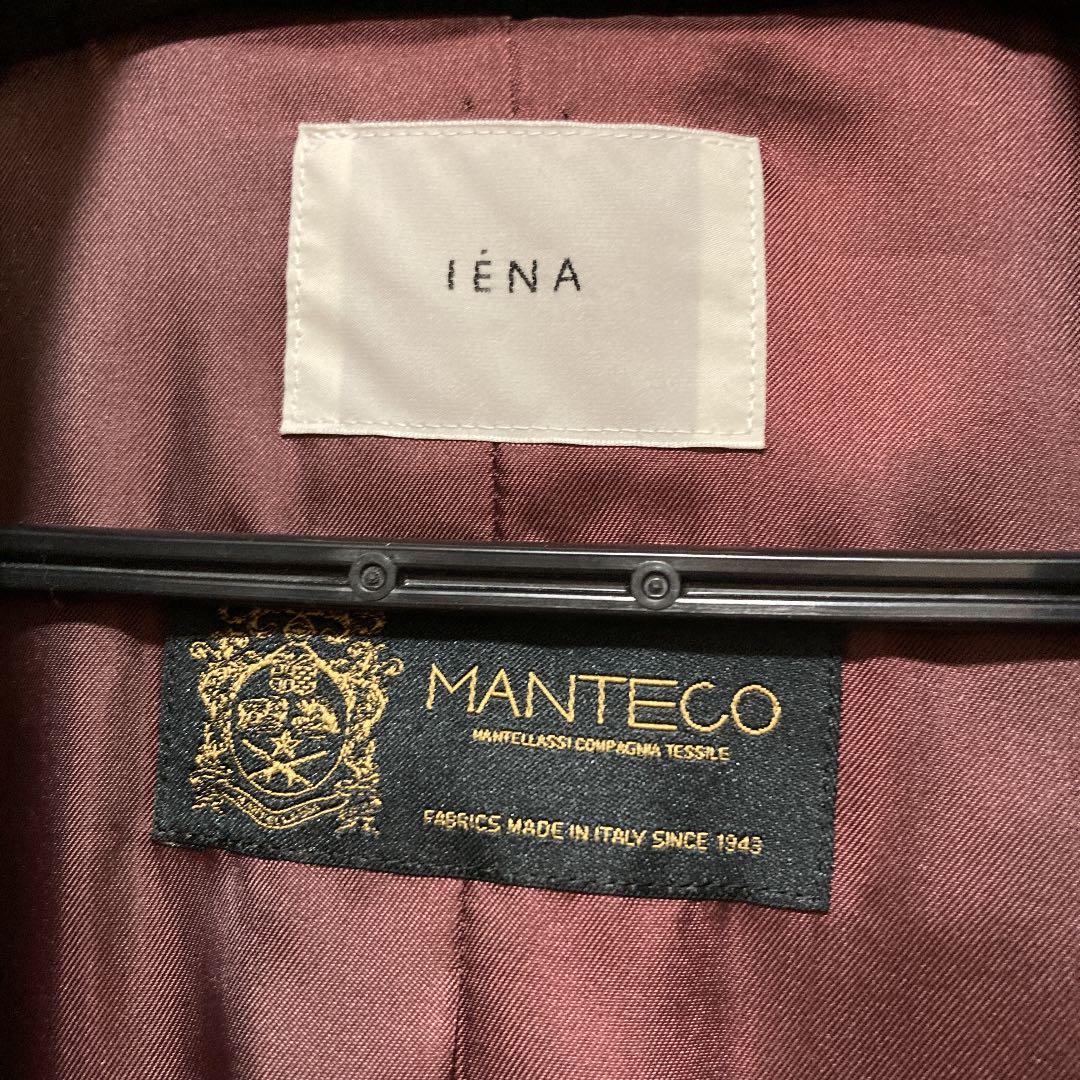 IÉNA
MANTECO
MANTELLASSI COMPAGNIA TESSILE
FABRICS MADE IN ITALY SINCE 1943